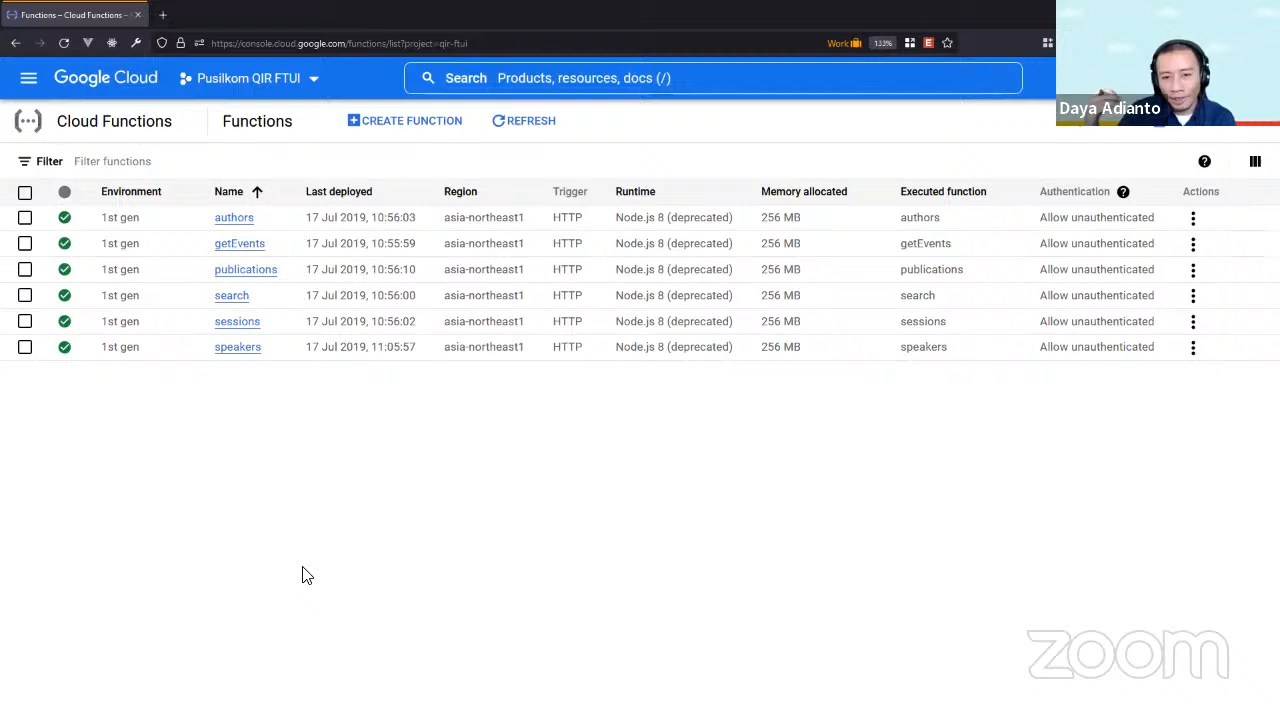 Functions – Cloud Functions –
https://console.cloud.google.com/functions/list?project=qir-ftui Work 133%
Google Cloud Pusilkom QIR FTUI Search Products, resources, docs (/)
Daya Adianto
Cloud Functions Functions CREATE FUNCTION REFRESH
Filter Filter functions
Environment Name Last deployed Region Trigger Runtime Memory allocated Executed function Authentication Actions
1st gen authors 17 Jul 2019, 10:56:03 asia-northeast1 HTTP Node.js 8 (deprecated) 256 MB authors Allow unauthenticated
1st gen getEvents 17 Jul 2019, 10:55:59 asia-northeast1 HTTP Node.js 8 (deprecated) 256 MB getEvents Allow unauthenticated
1st gen publications 17 Jul 2019, 10:56:10 asia-northeast1 HTTP Node.js 8 (deprecated) 256 MB publications Allow unauthenticated
1st gen search 17 Jul 2019, 10:56:00 asia-northeast1 HTTP Node.js 8 (deprecated) 256 MB search Allow unauthenticated
1st gen sessions 17 Jul 2019, 10:56:02 asia-northeast1 HTTP Node.js 8 (deprecated) 256 MB sessions Allow unauthenticated
1st gen speakers 17 Jul 2019, 11:05:57 asia-northeast1 HTTP Node.js 8 (deprecated) 256 MB speakers Allow unauthenticated
zoom